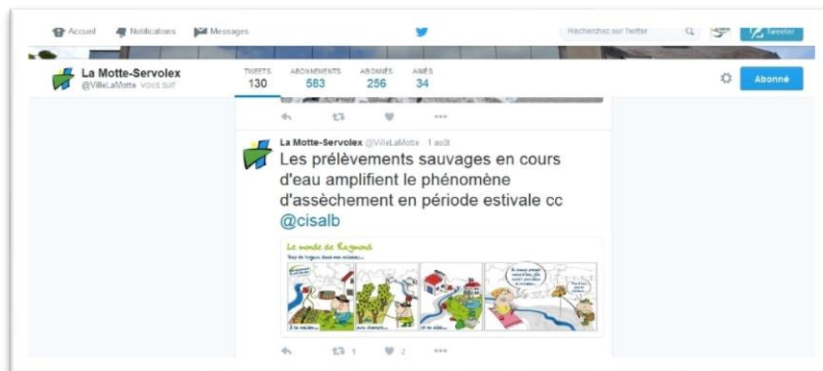 Accueil Notifications Messages Recherchez sur Twitter Tweeter
La Motte-Servolex
@VilleLaMotte VOUS SUIT
TWEETS ABONNEMENTS ABONNÉS AIMÉS
130 583 256 34
Abonné
La Motte-Servolex @VilleLaMotte · 1 août
Les prélèvements sauvages en cours
d'eau amplifient le phénomène
d'assèchement en période estivale cc
@cisalb
Le monde de Raymond
1 2